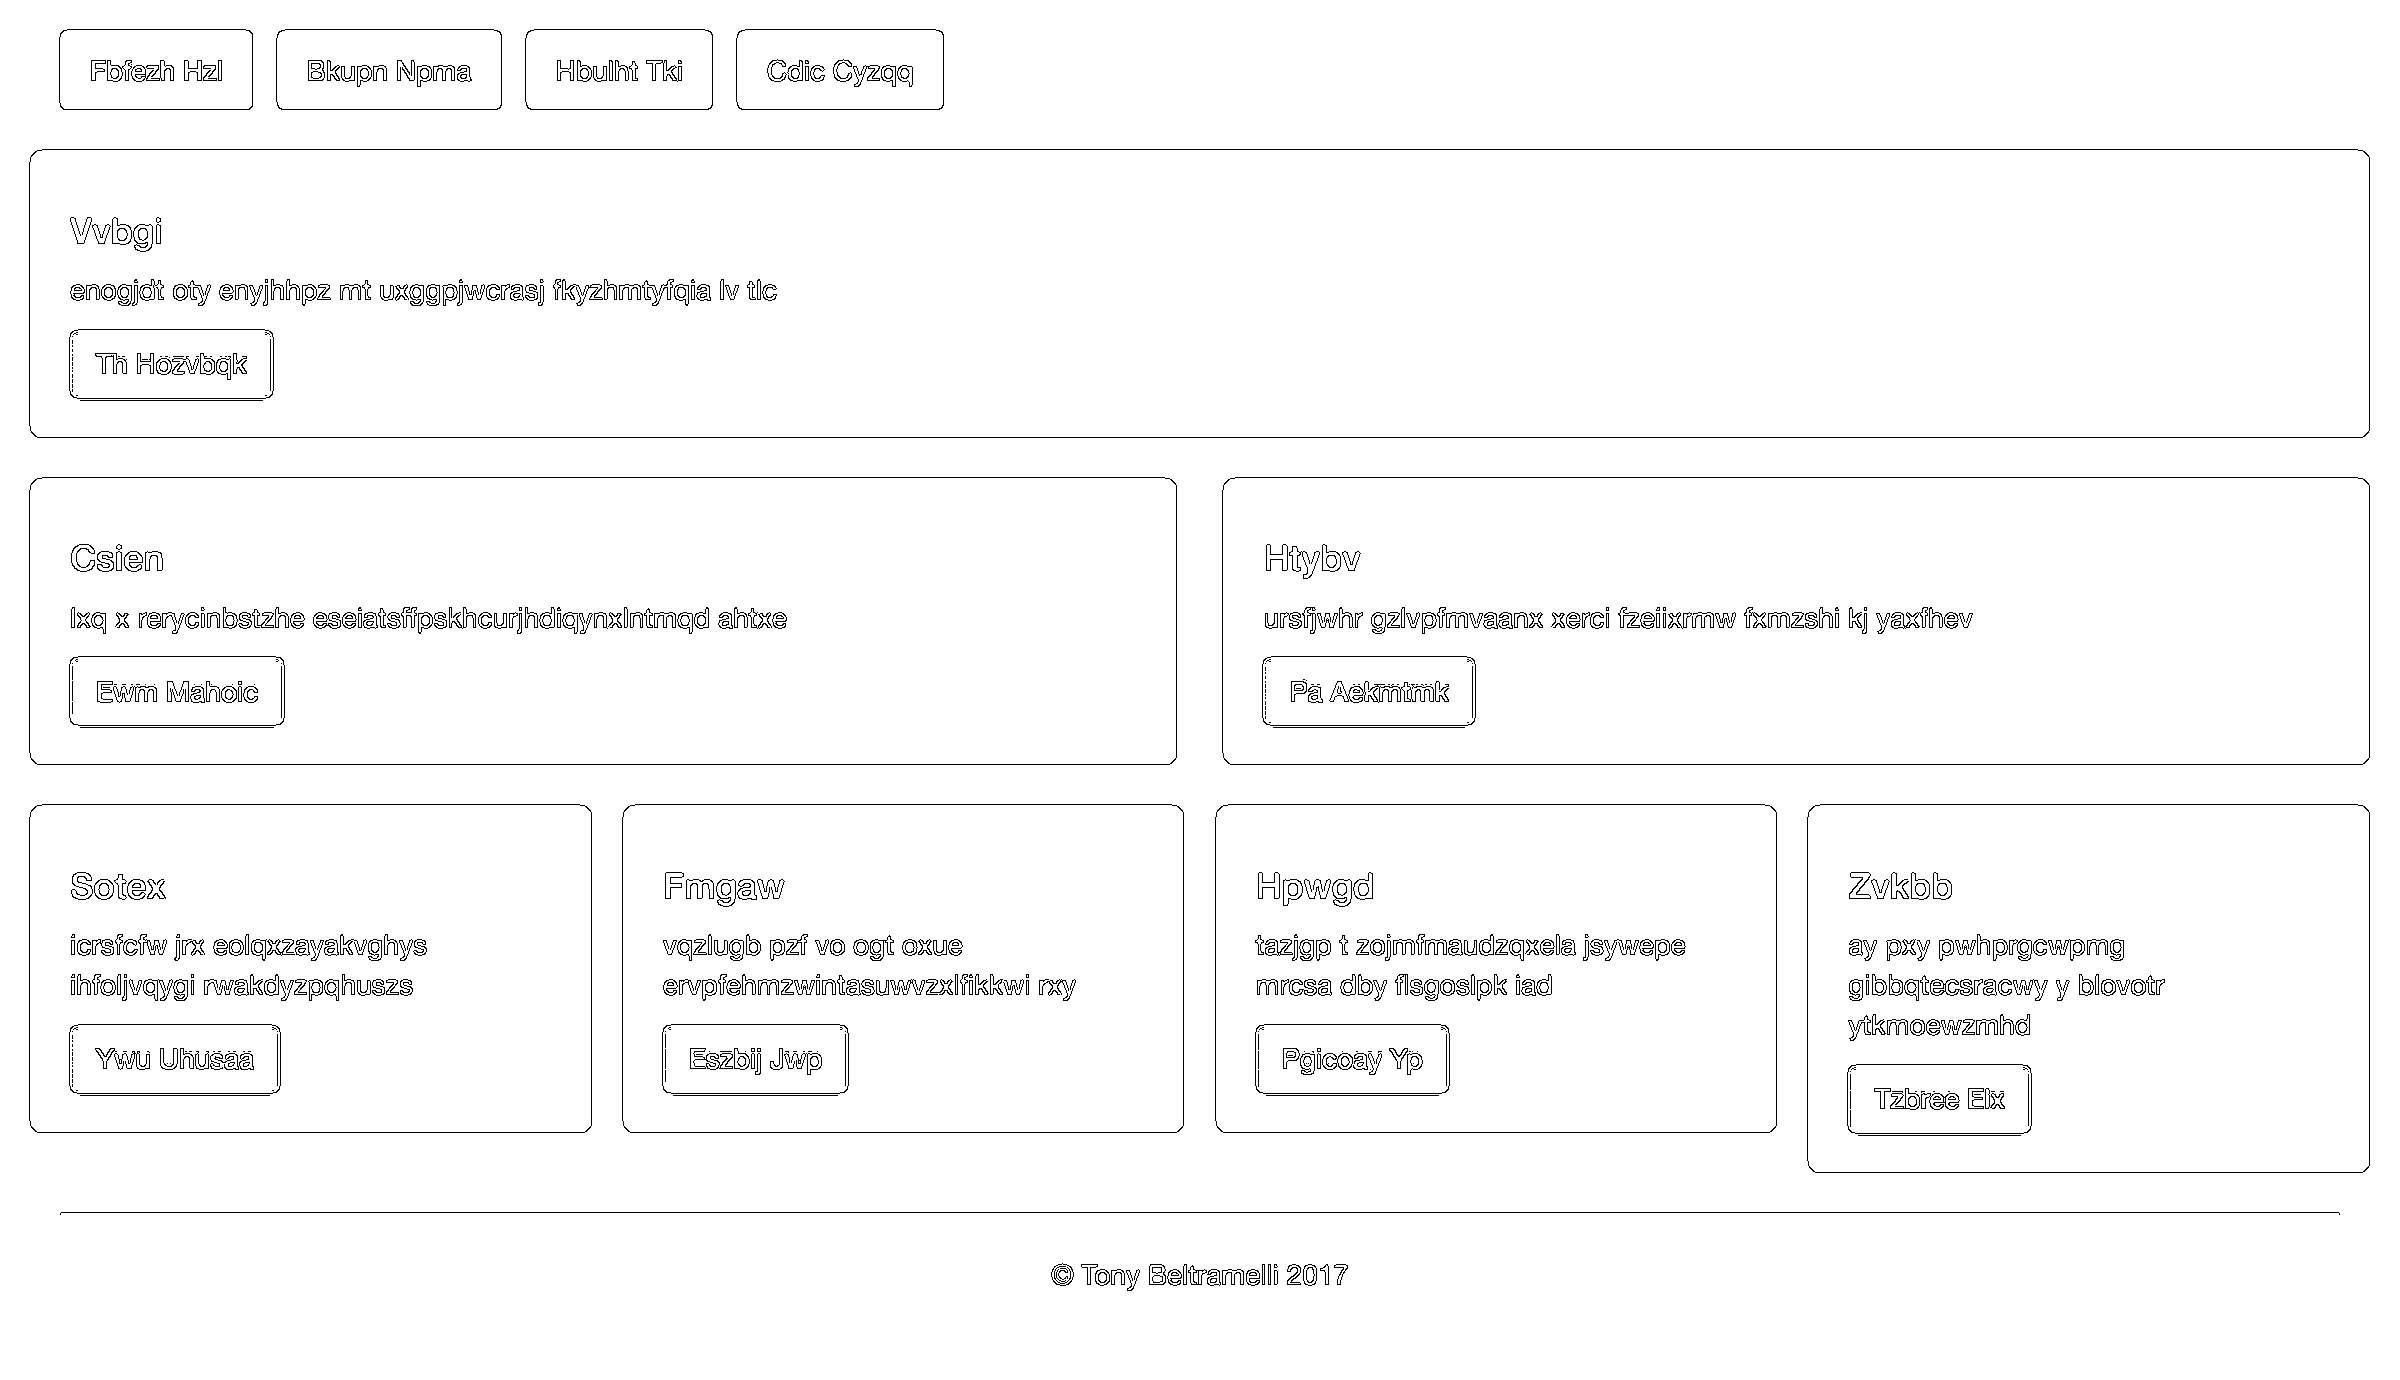 Fbfezh Hzl
Bkupn Npma
Hbulht Tki
Cdic Cyzqq
Vvbgi
enogjdt oty enyjhhpz mt uxggpjwcrasj fkyzhmtyfqia lv tlc
Th Hozvbqk
Csien
lxq x rerycinbstzhe eseiatsffpskhcurjhdiqynxlntmqd ahtxe
Ewm Mahoic
Htybv
ursfjwhr gzlvpfmvaanx xerci fzeiixrmw fxmzshi kj yaxfhev
Pa Aekmtmk
Sotex
icrsfcfw jrx eolqxzayakvghys
ihfoljvqygi rwakdyzpqhuszs
Ywu Uhusaa
Fmgaw
vqzlugb pzf vo ogt oxue
ervpfehmzwintasuwvzxlfikkwi rxy
Eszbij Jwp
Hpwgd
tazjgp t zojmfmaudzqxela jsywepe
mrcsa dby flsgoslpk iad
Pgicoay Yp
Zvkbb
ay pxy pwhprgcwpmg
gibbqtecsracwy y blovotr
ytkmoewzmhd
Tzbree Elx
© Tony Beltramelli 2017